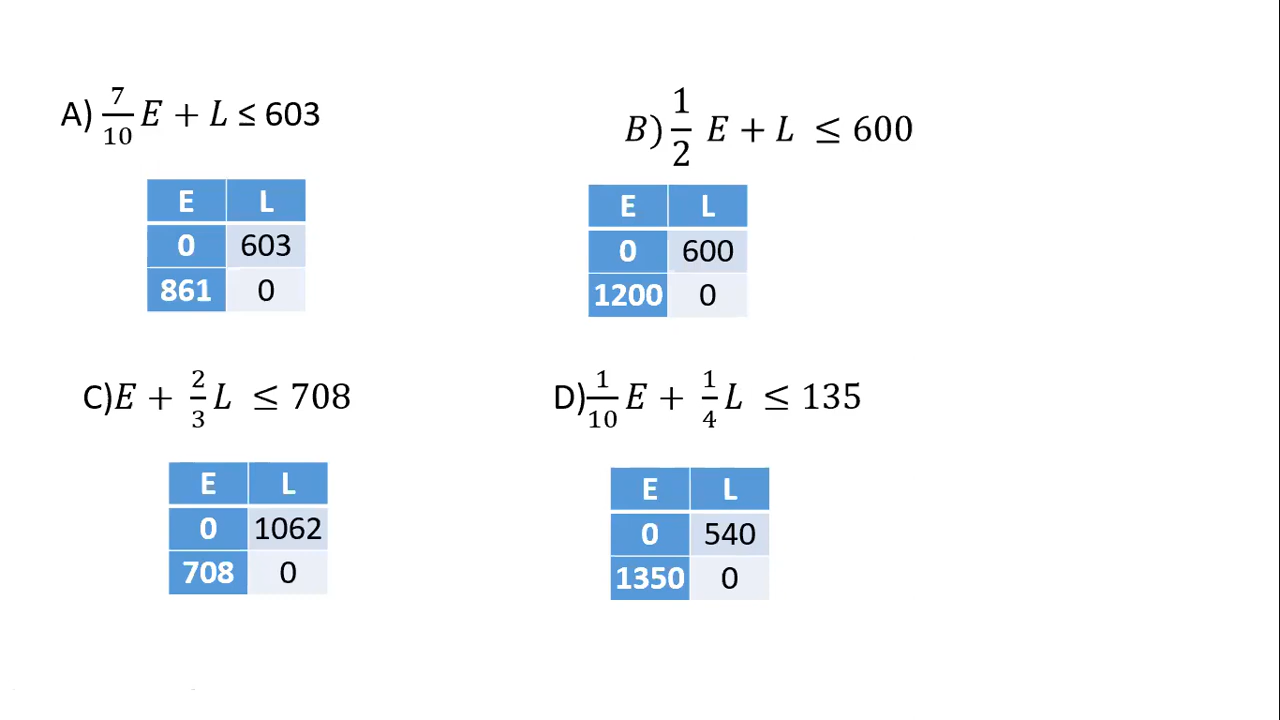 A) 7/10 E + L ≤ 603
E L
0 603
861 0
B) 1/2 E + L ≤ 600
E L
0 600
1200 0
C)E + 2/3 L ≤ 708
E L
0 1062
708 0
D) 1/10 E + 1/4 L ≤ 135
E L
0 540
1350 0